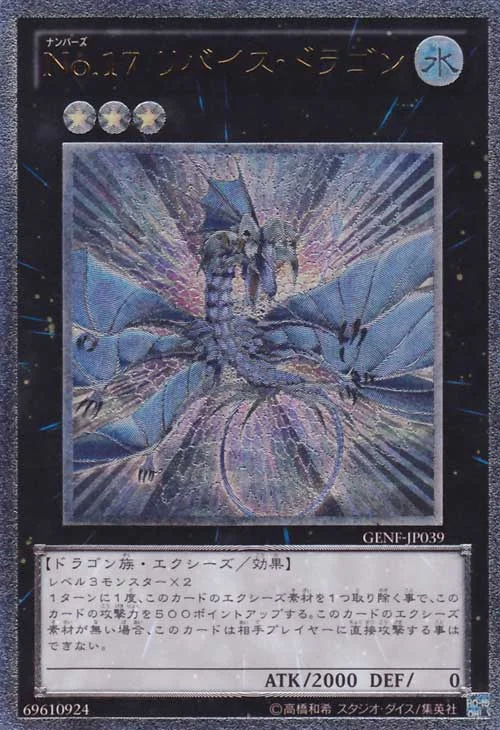 ナンバーズ
No.17 リバイス・ドラゴン
水
GENF-JP039
【ドラゴン族・エクシーズ/効果】
レベル3モンスター×2
1ターンに1度、このカードのエクシーズ素材を1つ取り除く事で、この
カードの攻撃力を500ポイントアップする。このカードのエクシーズ
素材が無い場合、このカードは相手プレイヤーに直接攻撃する事は
できない。
ATK/2000 DEF/ 0
69610924
©高橋和希 スタジオ・ダイス/集英社